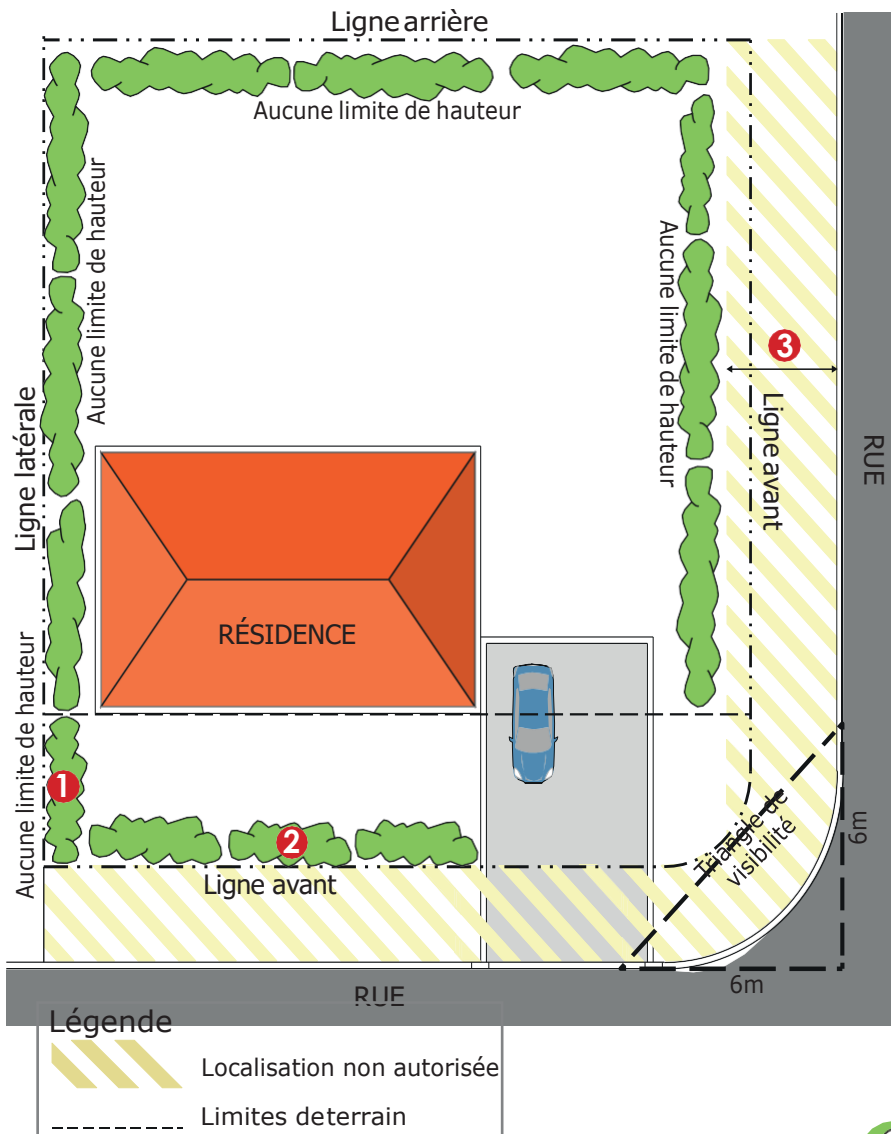 Ligne arrière
Aucune limite de hauteur
Aucune limite de hauteur
Aucune limite de hauteur
3
Ligne latérale
Ligne avant
RUE
RÉSIDENCE
Aucune limite de hauteur
1
2
Triangle de
visibilité
6m
Ligne avant
6m
RUE
Légende
Localisation non autorisée
Limites deterrain